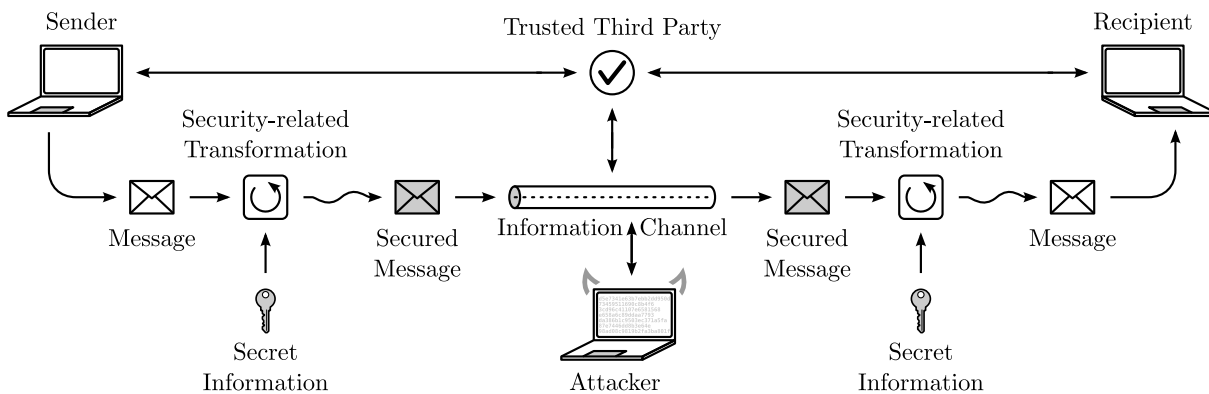 Sender
Trusted Third Party
Recipient
Security-related
Transformation
Security-related
Transformation
Message
Secured
Message
Information Channel
Secured
Message
Message
Secret
Information
Attacker
Secret
Information